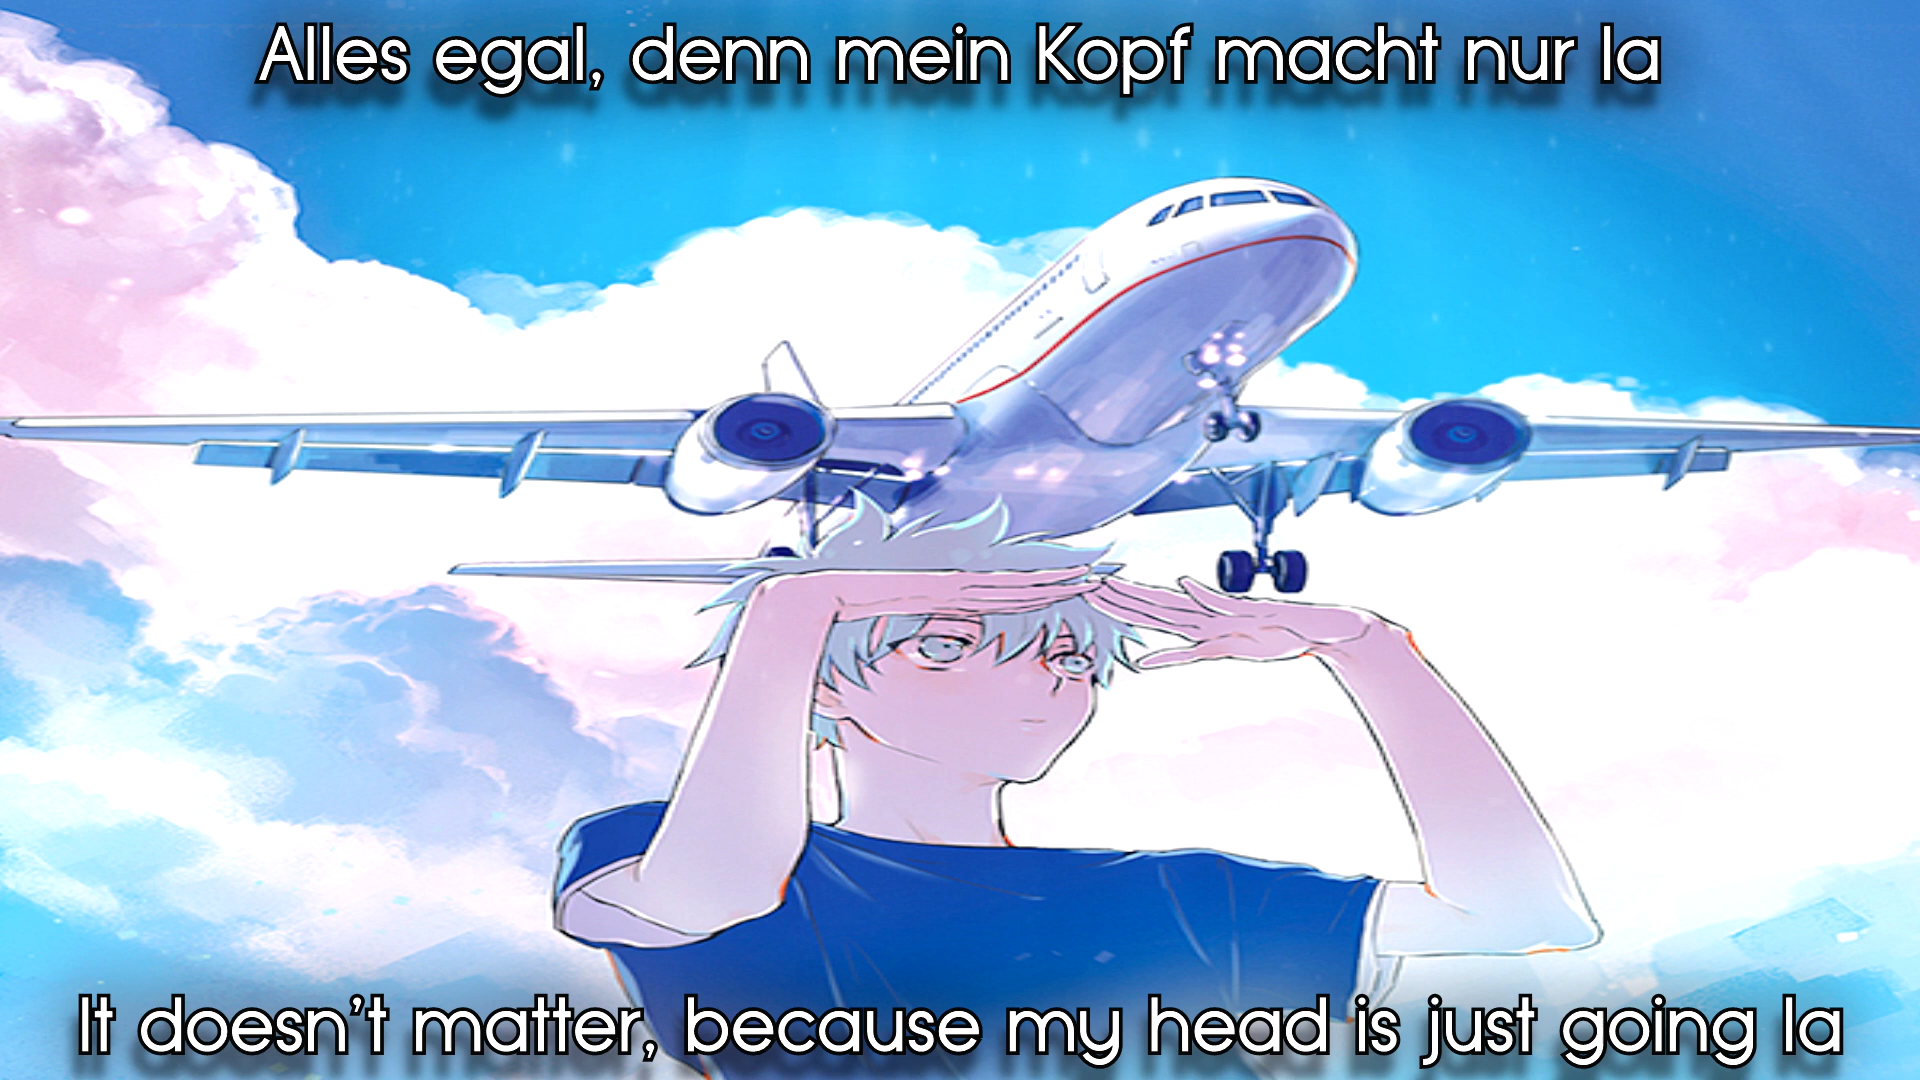 Alles egal, denn mein Kopf macht nur la
It doesn't matter, because my head is just going la